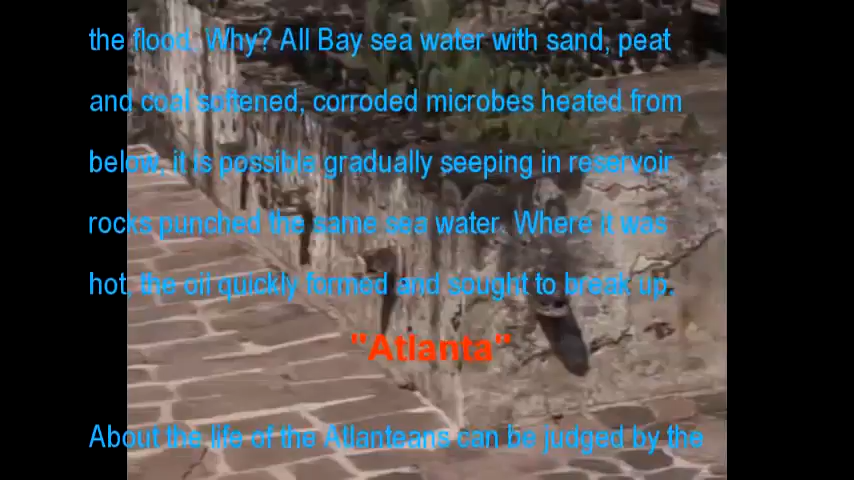 the flood. Why? All Bay sea water with sand, peat
and coal softened, corroded microbes heated from
below, it is possible gradually seeping in reservoir
rocks punched the same sea water. Where it was
hot, the oil quickly formed and sought to break up.
"Atlanta"
About the life of the Atlanteans can be judged by the